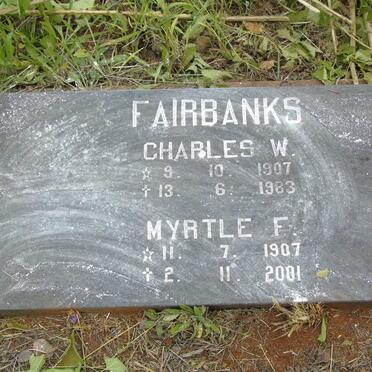 FAIRBANKS
CHARLES W.
☆ 9. 10. 1907
† 13. 6. 1983
MYRTLE F.
☆ 11. 7. 1907
† 2. 11. 2001